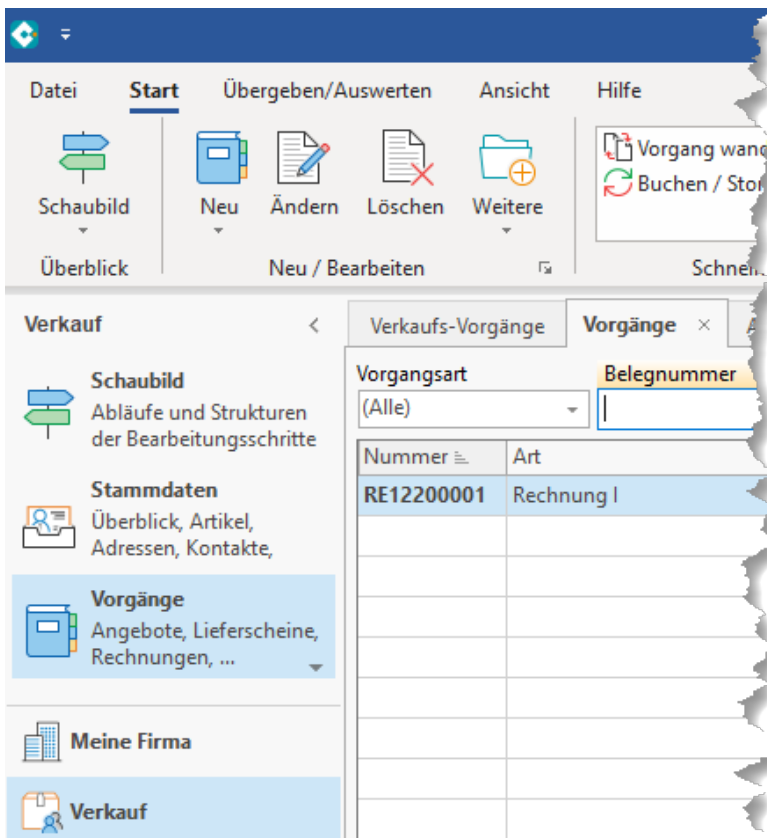 Datei Start Übergeben/Auswerten Ansicht Hilfe
Schaubild Neu Ändern Löschen Weitere
Vorgang
Buchen /
Überblick Neu / Bearbeiten
Verkauf
Schaubild
Abläufe und Strukturen
der Bearbeitungsschritte
Stammdaten
Überblick, Artikel,
Adressen, Kontakte,
Vorgänge
Angebote, Lieferscheine,
Rechnungen, ...
Meine Firma
Verkauf
Verkaufs-Vorgänge Vorgänge
Vorgangsart Belegnummer
(Alle)
Nummer Art
RE12200001 Rechnung I